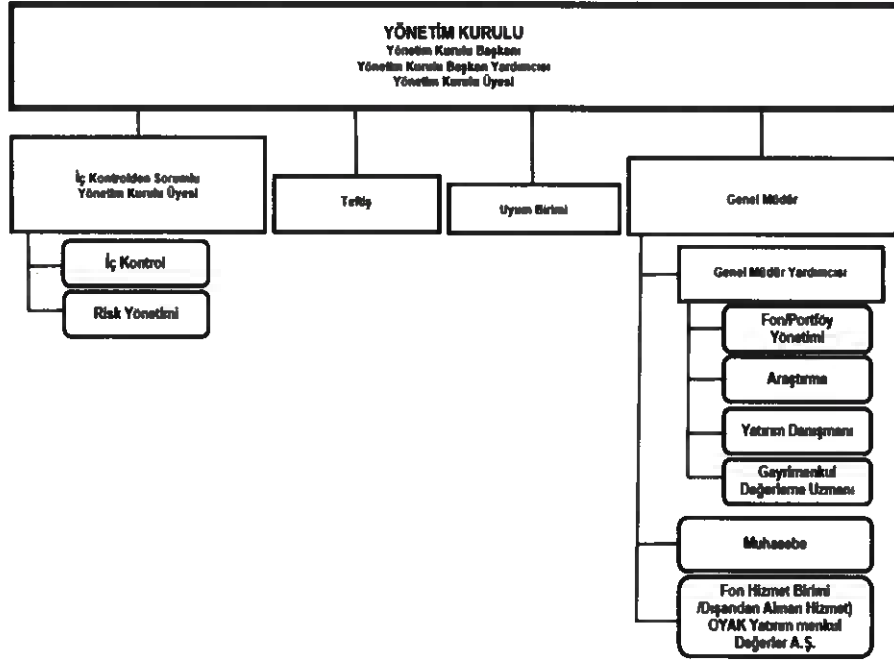 YÖNETİM KURULU
Yönetim Kurulu Başkanı
Yönetim Kurulu Başkan Yardımcısı
Yönetim Kurulu Üyesi
İç Kontrolden Sorumlu
Yönetim Kurulu Üyesi
Teftiş
Uyum Birimi
Genel Müdür
İç Kontrol
Risk Yönetimi
Genel Müdür Yardımcısı
Fon/Portföy
Yönetimi
Araştırma
Yatırım Danışmanı
Gayrimenkul
Değerleme Uzmanı
Muhasebe
Fon Hizmet Birimi
/Dışarıdan Alınan Hizmet)
OYAK Yatırım menkul
Değerler A.Ş.